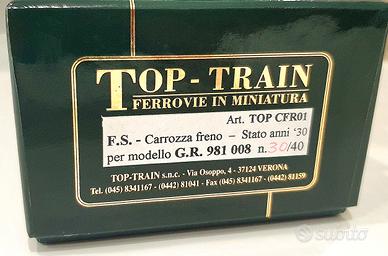 TOP-TRAIN
FERROVIE IN MINIATURA
Art. TOP CFR01
F.S. - Carrozza freno – Stato anni '30
per modello G.R. 981 008 n.30/40
TOP-TRAIN s.n.c. - Via Osoppo, 4 - 37124 VERONA
Tel. (045) 8341167 - (0442) 81041 - Fax (045) 8341167 - (0442) 81159
subito